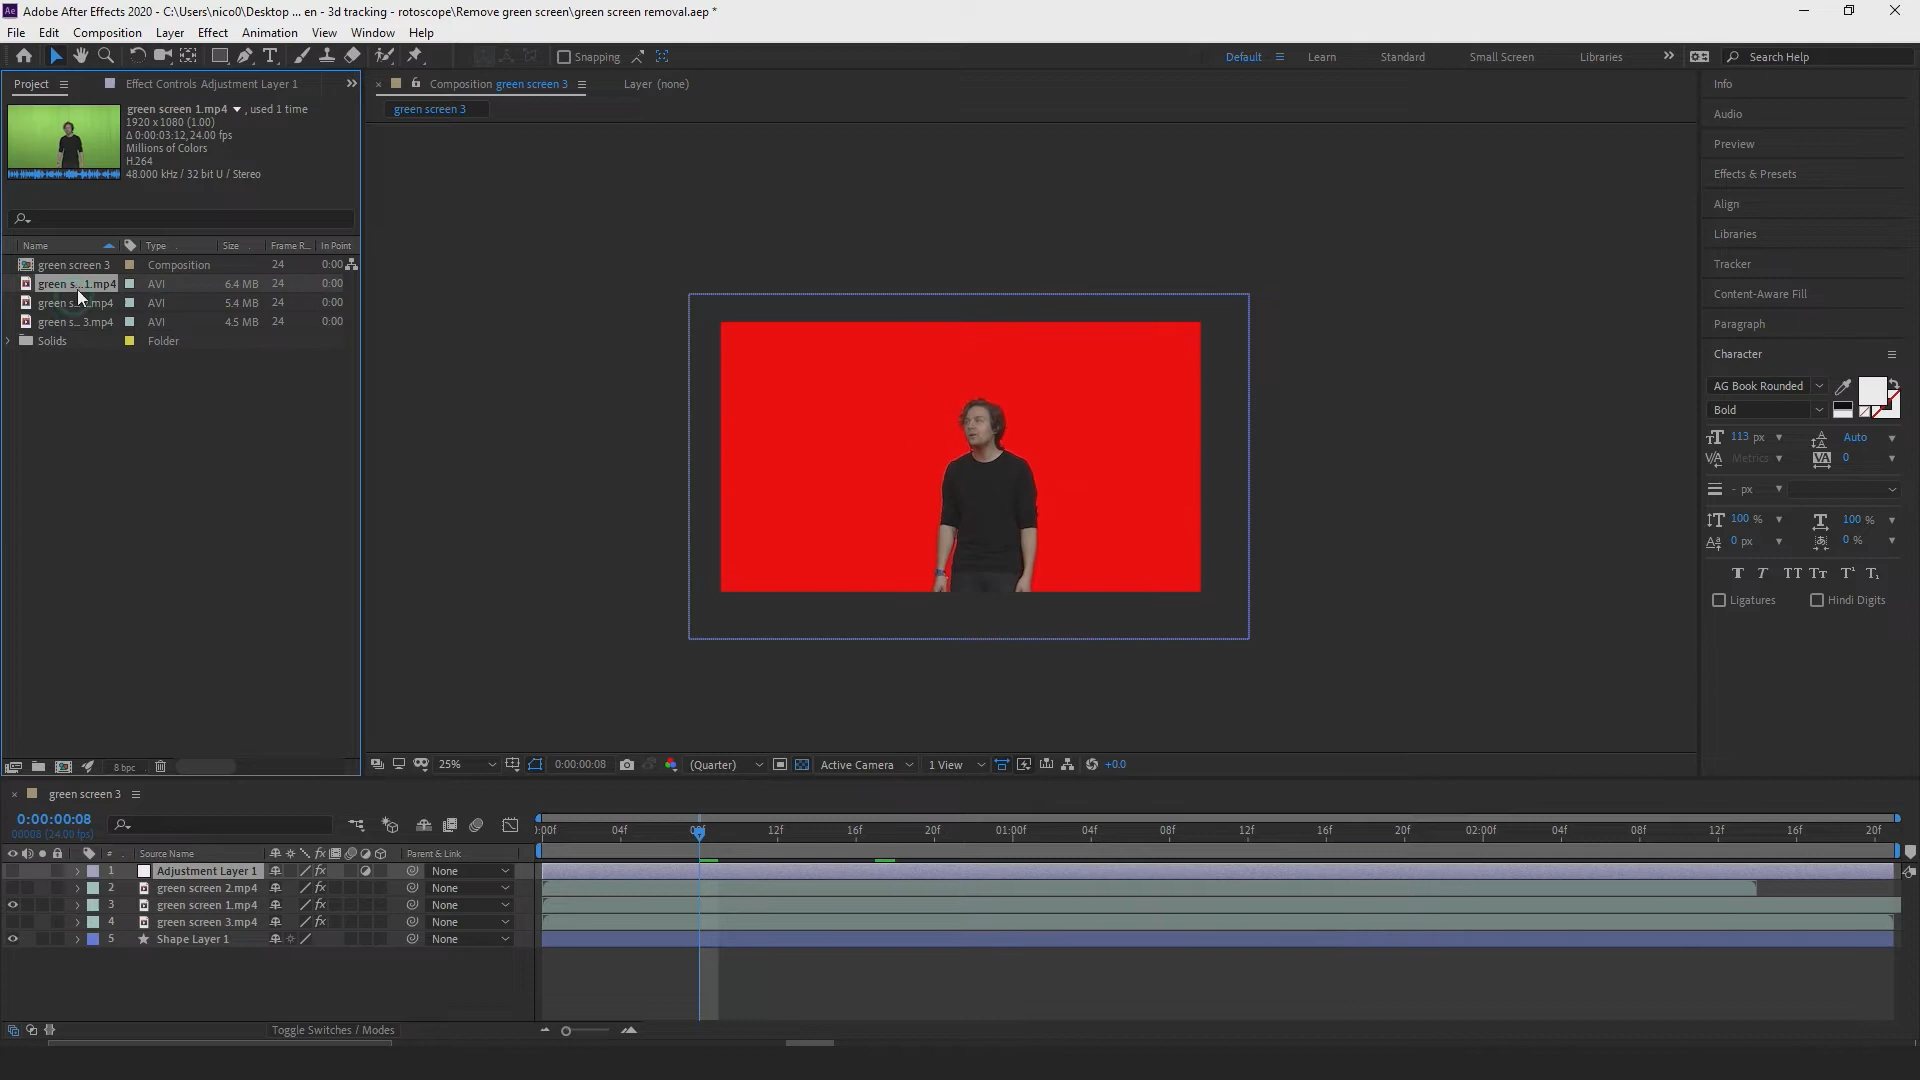 Adobe After Effects 2020 - C:\Users\nico0\Desktop ... en - 3d tracking - rotoscope\Remove green screen\green screen removal.aep *
File Edit Composition Layer Effect Animation View Window Help
Snapping
Default Learn Standard Small Screen Libraries Search Help
Project Effect Controls Adjustment Layer 1
Composition green screen 3 Layer (none)
green screen 3
green screen 1.mp4 , used 1 time
1920 x 1080 (1.00)
Δ 0:00:03:12, 24.00 fps
Millions of Colors
H.264
48.000 kHz / 32 bit U / Stereo
Name Type Size Frame R... In Point
green screen 3 Composition 24 0:00
green s...1.mp4 AVI 6.4 MB 24 0:00
green s... .mp4 AVI 5.4 MB 24 0:00
green s... 3.mp4 AVI 4.5 MB 24 0:00
Solids Folder
8 bpc
Info
Audio
Preview
Effects & Presets
Align
Libraries
Tracker
Content-Aware Fill
Paragraph
Character
AG Book Rounded
Bold
113 px Auto
Metrics 0
- px
100 % 100 %
0 px 0 %
T T TT Tt T¹ T₁
Ligatures Hindi Digits
25% 0:00:00:08 (Quarter) Active Camera 1 View +0.0
green screen 3
0:00:00:08
00008 (24.00 fps)
:00f 04f 08f 12f 16f 20f 01:00f 04f 08f 12f 16f 20f 02:00f 04f 08f 12f 16f 20f
# Source Name Parent & Link
1 Adjustment Layer 1 None
2 green screen 2.mp4 None
3 green screen 1.mp4 None
4 green screen 3.mp4 None
5 Shape Layer 1 None
Toggle Switches / Modes